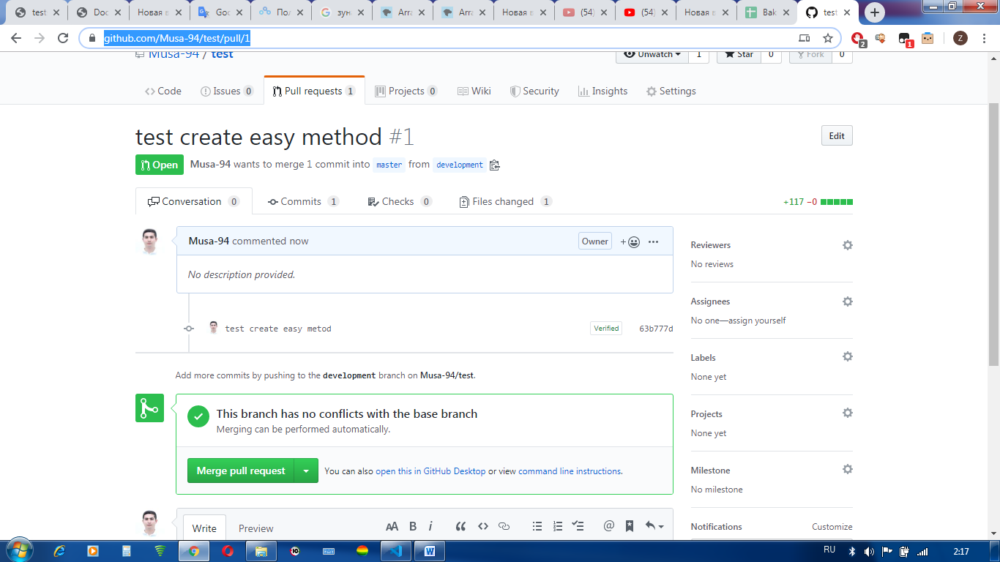 test
Doc
Новая в
Goo
Пол
зун
Arra
Arra
Новая в
(54)
(54)
Новая в
Bak
test
github.com/Musa-94/test/pull/1
2
1
Z
Musa-94 / test
Unwatch 1
Star 0
Fork 0
Code
Issues 0
Pull requests 1
Projects 0
Wiki
Security
Insights
Settings
test create easy method #1
Edit
Open
Musa-94 wants to merge 1 commit into master from development
Conversation 0
Commits 1
Checks 0
Files changed 1
+117 −0
Musa-94 commented now
Owner
No description provided.
test create easy metod
Verified
63b777d
Add more commits by pushing to the development branch on Musa-94/test.
This branch has no conflicts with the base branch
Merging can be performed automatically.
Merge pull request
You can also open this in GitHub Desktop or view command line instructions.
Write
Preview
AA B i
Reviewers
No reviews
Assignees
No one—assign yourself
Labels
None yet
Projects
None yet
Milestone
No milestone
Notifications
Customize
RU
2:17